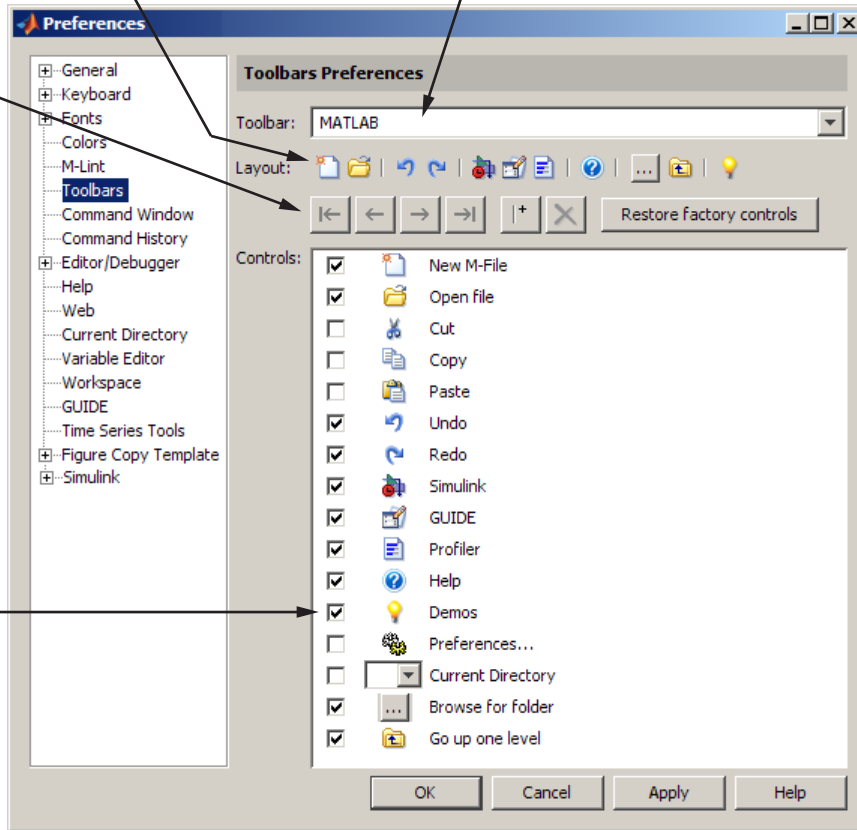 Preferences
General
Keyboard
Fonts
Colors
M-Lint
Toolbars
Command Window
Command History
Editor/Debugger
Help
Web
Current Directory
Variable Editor
Workspace
GUIDE
Time Series Tools
Figure Copy Template
Simulink
Toolbars Preferences
Toolbar: MATLAB
Layout: ...
Restore factory controls
Controls:
New M-File
Open file
Cut
Copy
Paste
Undo
Redo
Simulink
GUIDE
Profiler
Help
Demos
Preferences...
Current Directory
... Browse for folder
Go up one level
OK Cancel Apply Help